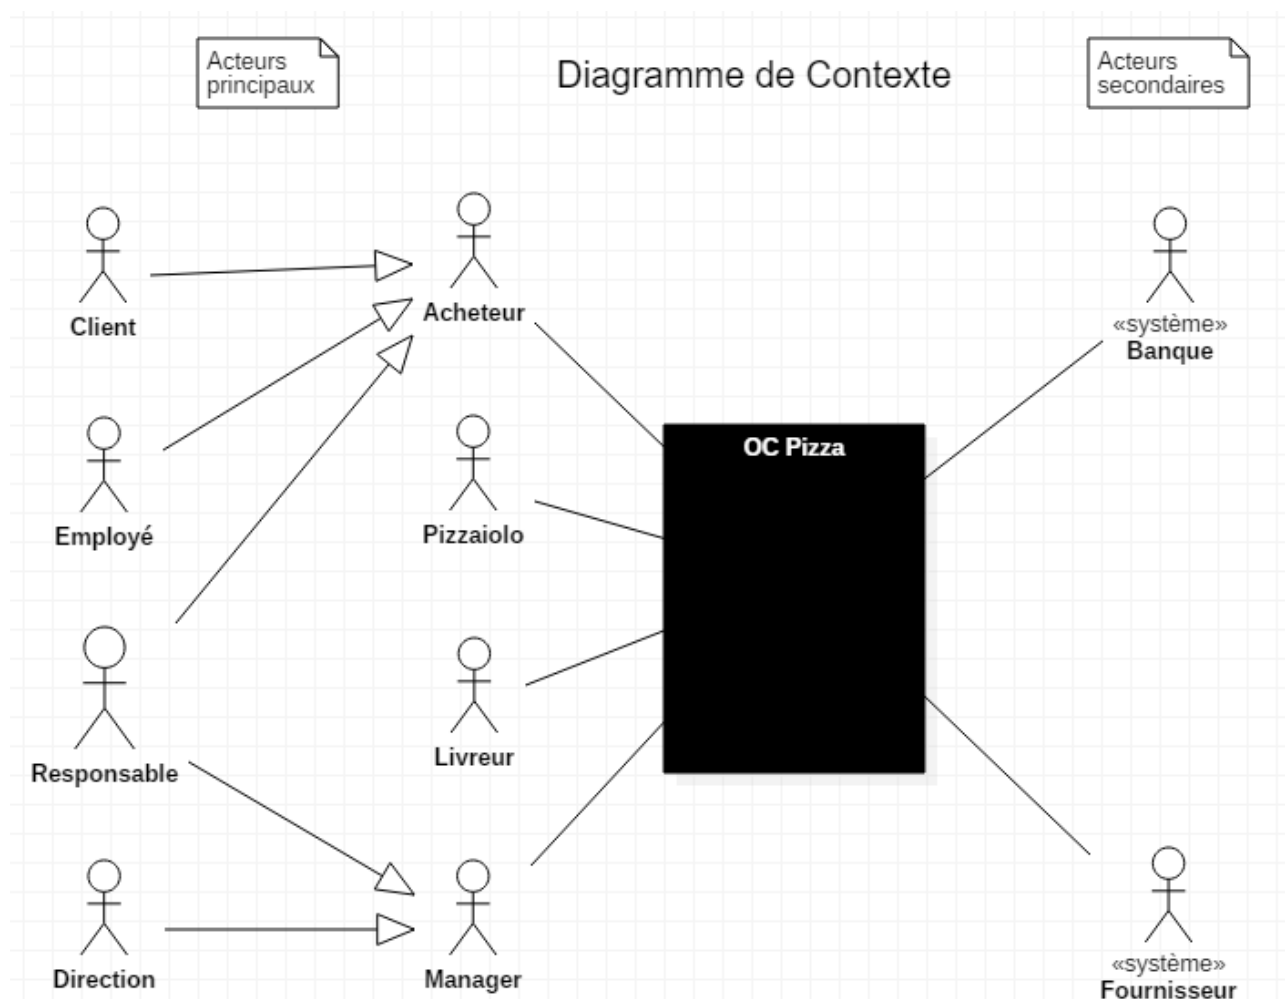 Acteurs
principaux
Diagramme de Contexte
Acteurs
secondaires
Client
Acheteur
«système»
Banque
OC Pizza
Employé
Pizzaiolo
Livreur
Responsable
Direction
Manager
«système»
Fournisseur